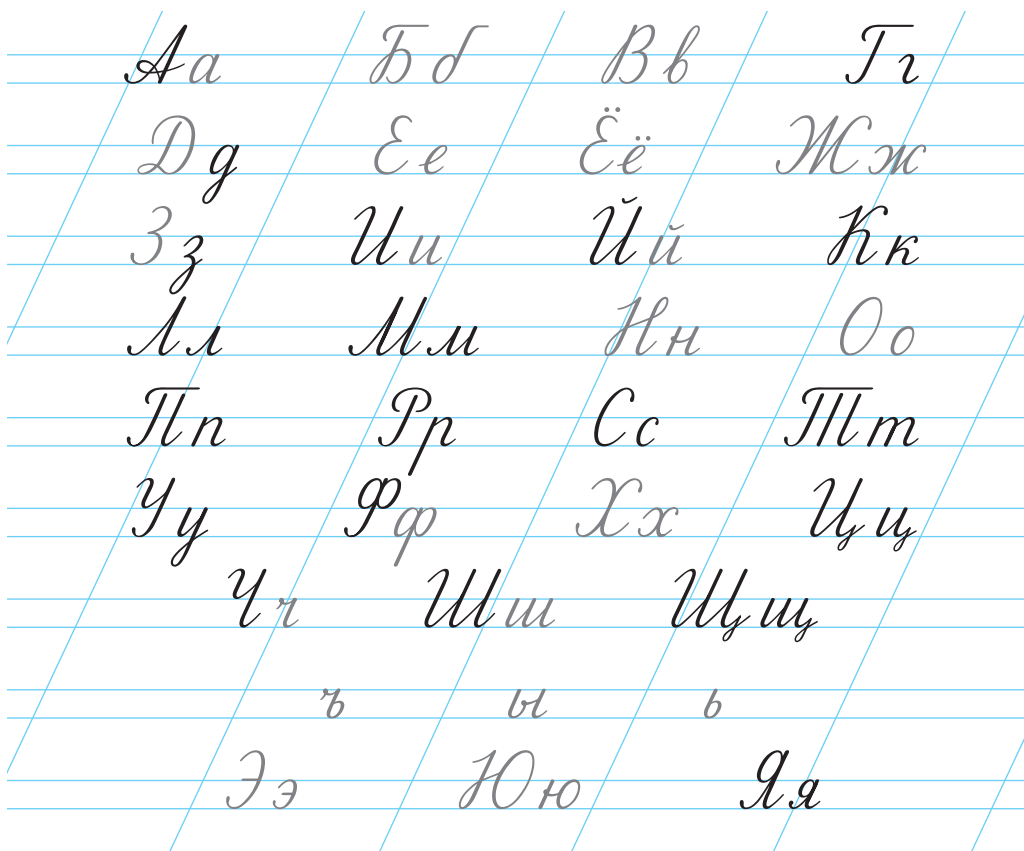 Аа Бб Вв Гг
Дд Ее Ёё Жж
Зз Ии Йй Кк
Лл Мм Нн Оо
Пп Рр Сс Тт
Уу Фф Хх Цц
Чч Шш Щщ
ъ ы ь
Ээ Юю Яя